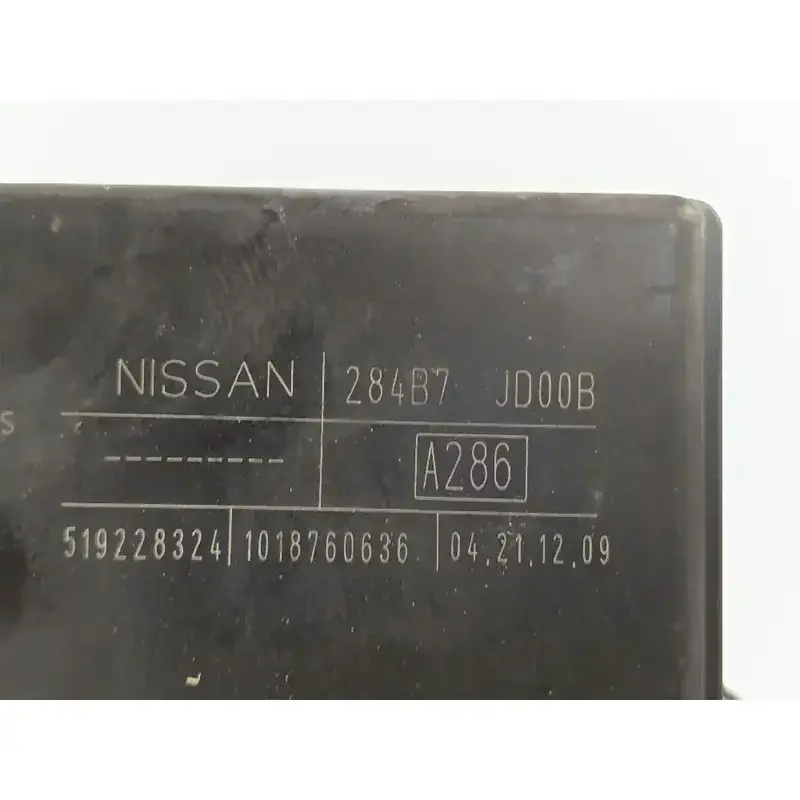 NISSAN 284B7 JD00B
s
--------- A286
519228324 1018760636 04.21.12.09